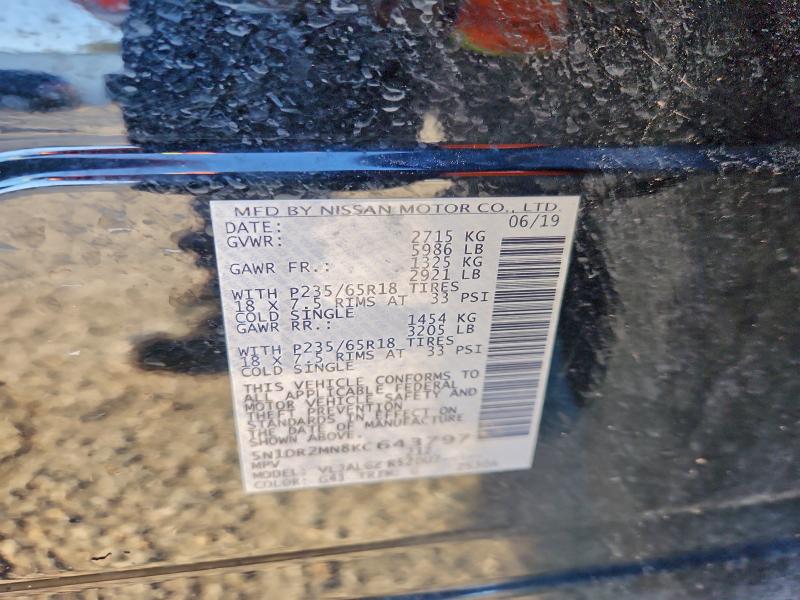 MFD BY NISSAN MOTOR CO., LTD.
DATE: 06/19
GVWR: 2715 KG
5986 LB
GAWR FR.: 1325 KG
2921 LB
WITH P235/65R18 TIRES
18 X 7.5 RIMS AT 33 PSI
COLD SINGLE
GAWR RR.: 1454 KG
3205 LB
WITH P235/65R18 TIRES
18 X 7.5 RIMS AT 33 PSI
COLD SINGLE
THIS VEHICLE CONFORMS TO
ALL APPLICABLE FEDERAL
MOTOR VEHICLE SAFETY AND
THEFT PREVENTION
STANDARDS IN EFFECT ON
THE DATE OF MANUFACTURE
SHOWN ABOVE.
5N1DR2MN8KC643797
MPV
MODEL:
COLOR: G41